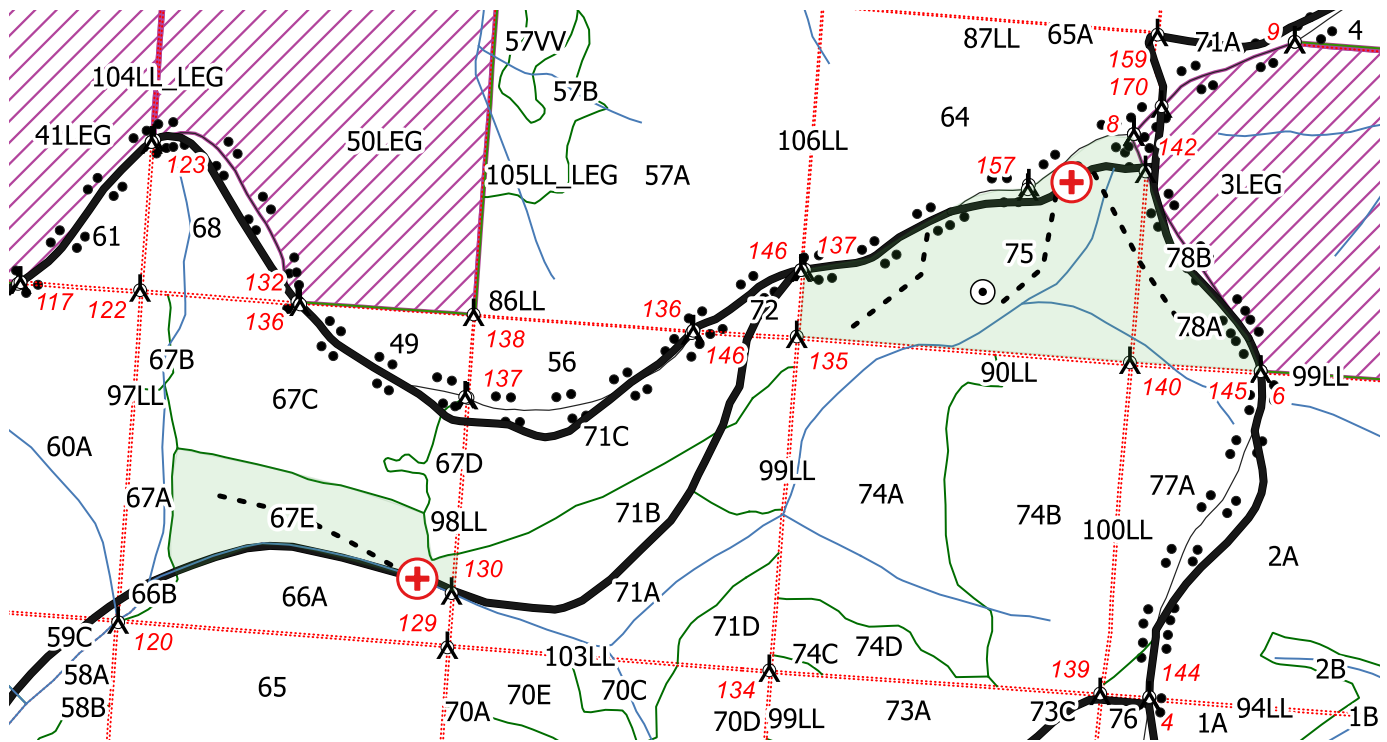 4
9
71A
65A
87LL
57VV
159
104LL_LEG
170
57B
64
8
41LEG
50LEG
106LL
142
157
123
105LL_LEG
57A
3LEG
68
61
146
137
75
78B
132
117
122
136
86LL
136
72
78A
138
146
135
49
56
67B
90LL
140
145
6
99LL
137
97LL
67C
71C
60A
67D
99LL
77A
67A
74A
67E
98LL
71B
74B
100LL
2A
130
66B
66A
71A
129
71D
59C
120
103LL
74C
74D
139
144
2B
58A
65
134
70E
70C
58B
70A
70D
99LL
73A
73C
76
4
1A
94LL
1B